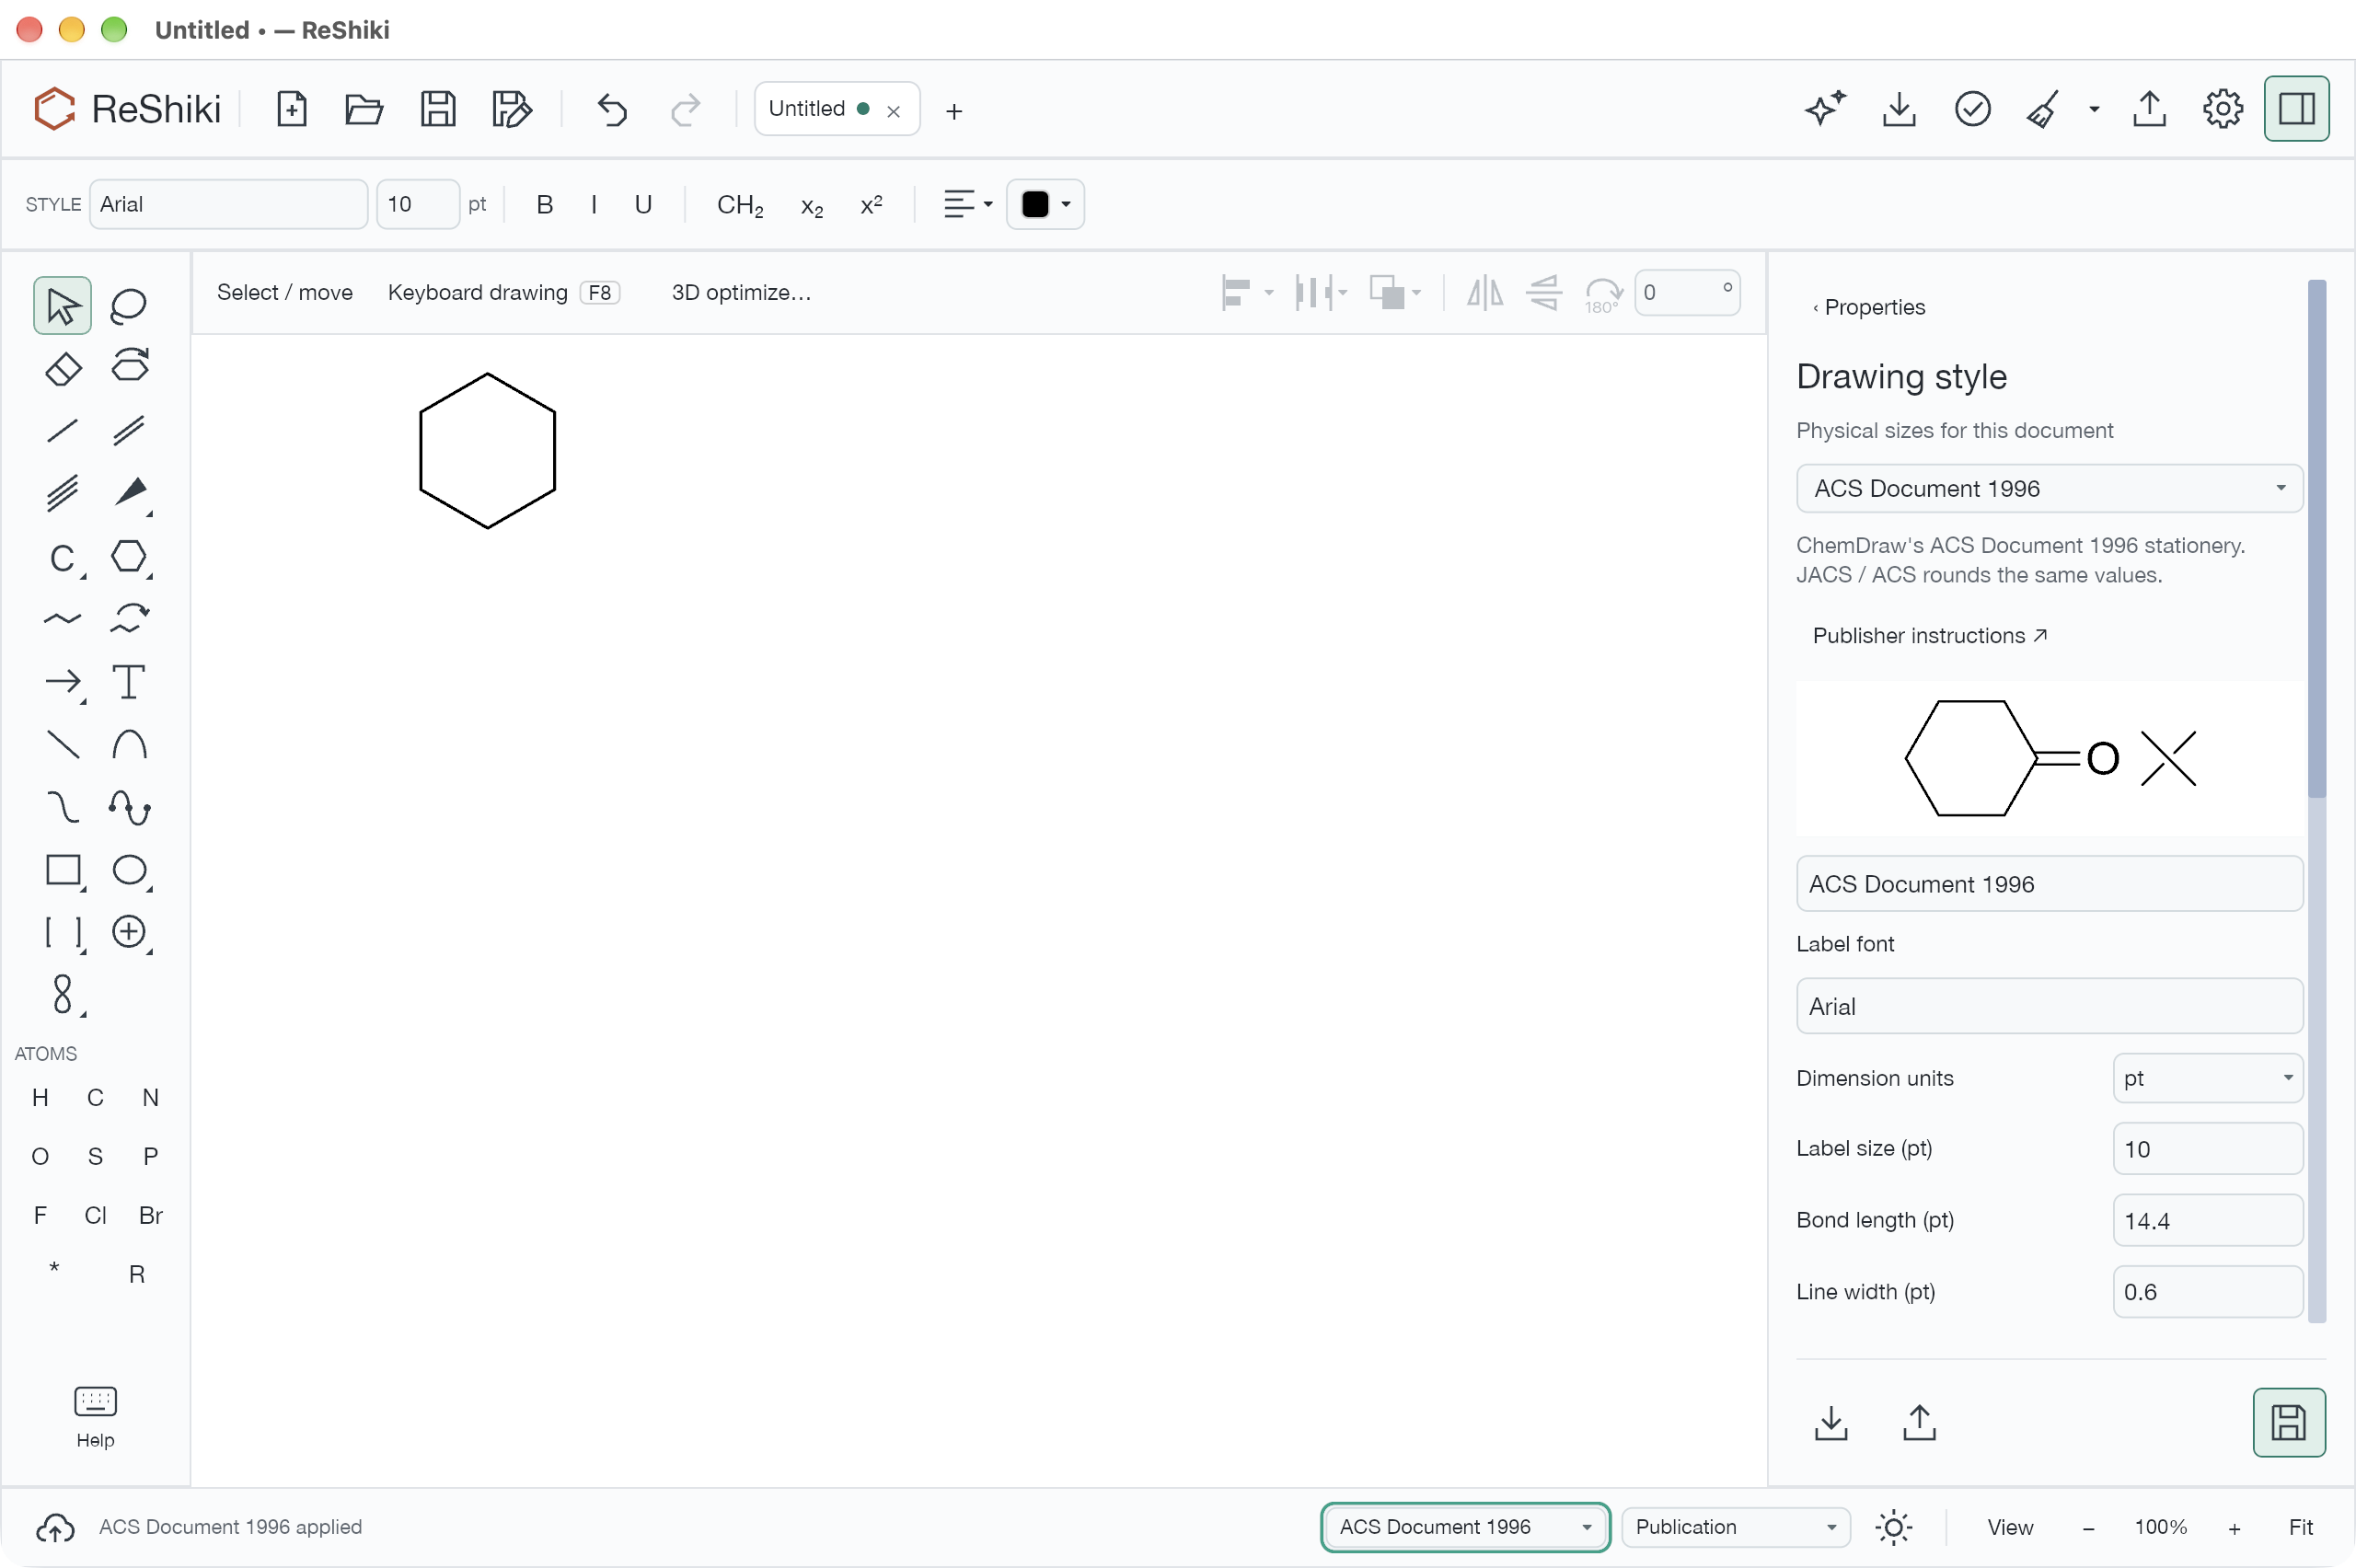 Untitled • — ReShiki
ReShiki
Untitled
STYLE Arial 10 pt B I U CH₂ x₂ x²
Select / move Keyboard drawing F8 3D optimize...
180°
0 °
C
T
[ ]
ATOMS
H C N
O S P
F Cl Br
* R
Help
‹ Properties
Drawing style
Physical sizes for this document
ACS Document 1996
ChemDraw's ACS Document 1996 stationery.
JACS / ACS rounds the same values.
Publisher instructions ↗
O
ACS Document 1996
Label font
Arial
Dimension units pt
Label size (pt) 10
Bond length (pt) 14.4
Line width (pt) 0.6
ACS Document 1996 applied
ACS Document 1996 Publication View − 100% + Fit